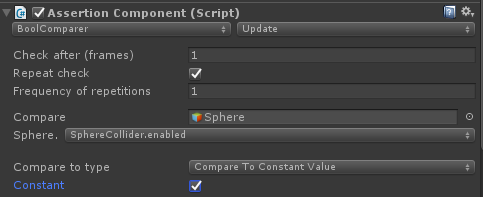 Assertion Component (Script)
BoolComparer Update
Check after (frames) 1
Repeat check
Frequency of repetitions 1
Compare Sphere
Sphere. SphereCollider.enabled
Compare to type Compare To Constant Value
Constant